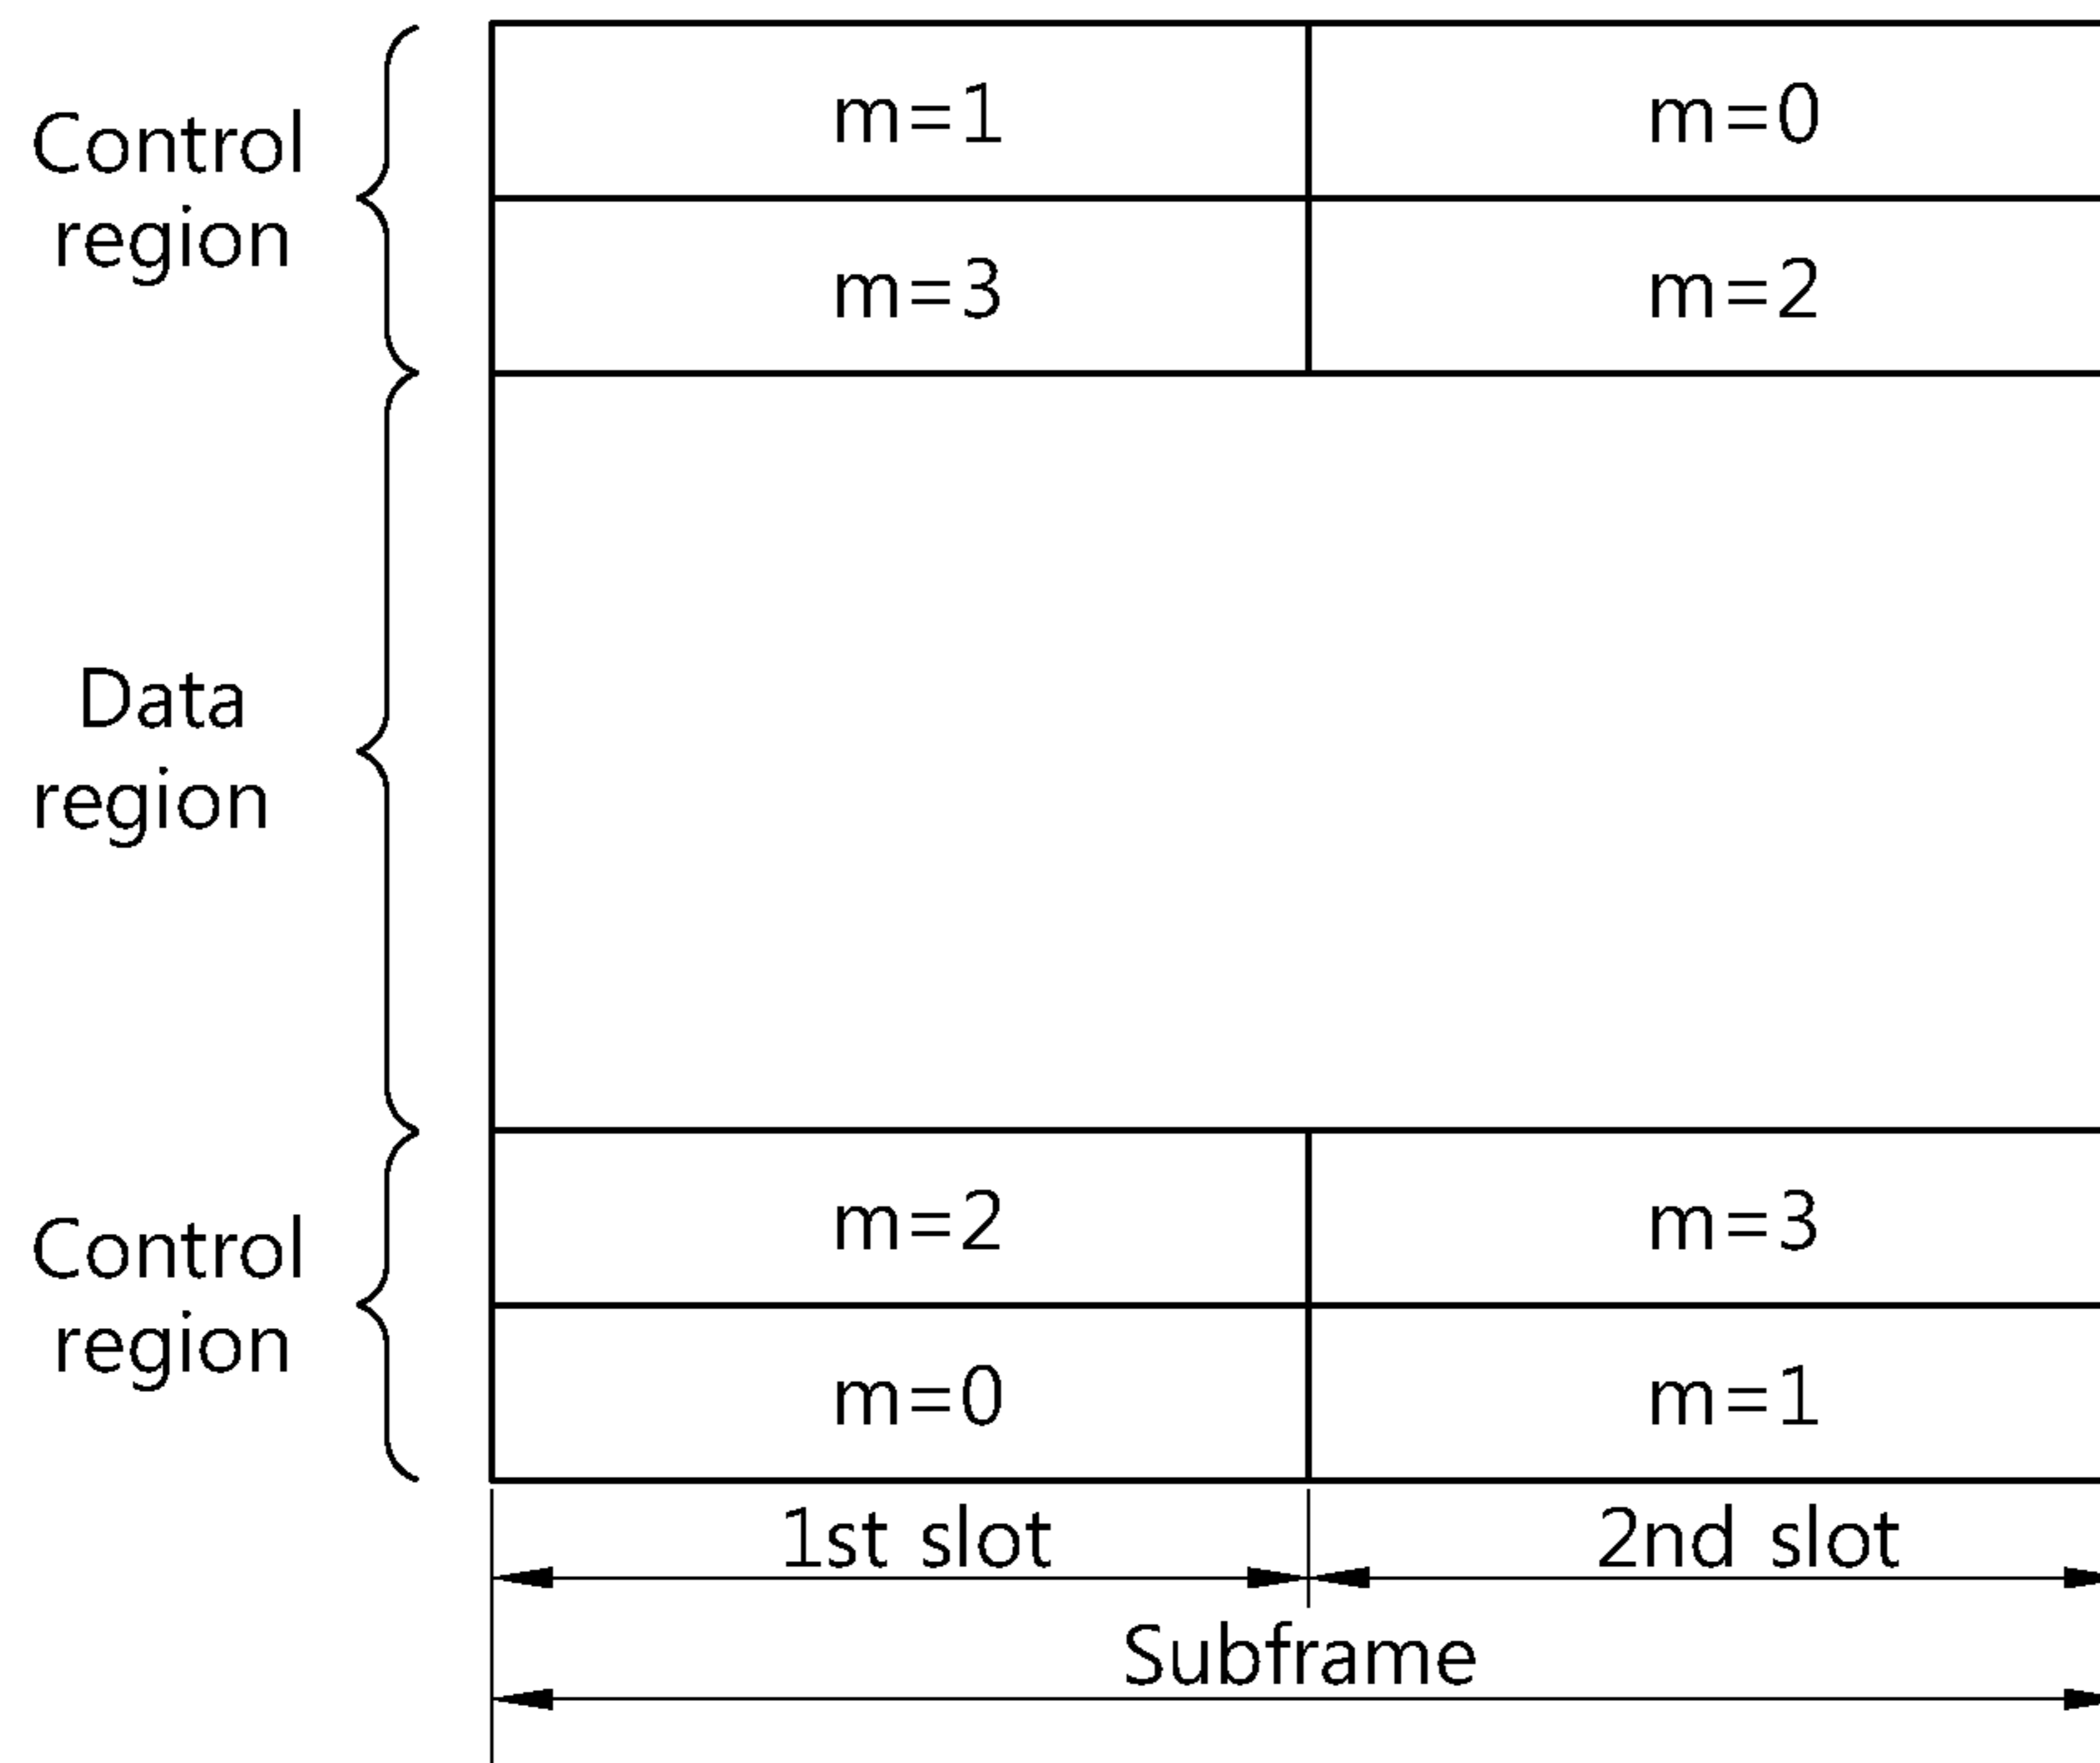 m=1 m=0
Control
region
m=3 m=2
Data
region
m=2 m=3
Control
region
m=0 m=1
1st slot 2nd slot
Subframe